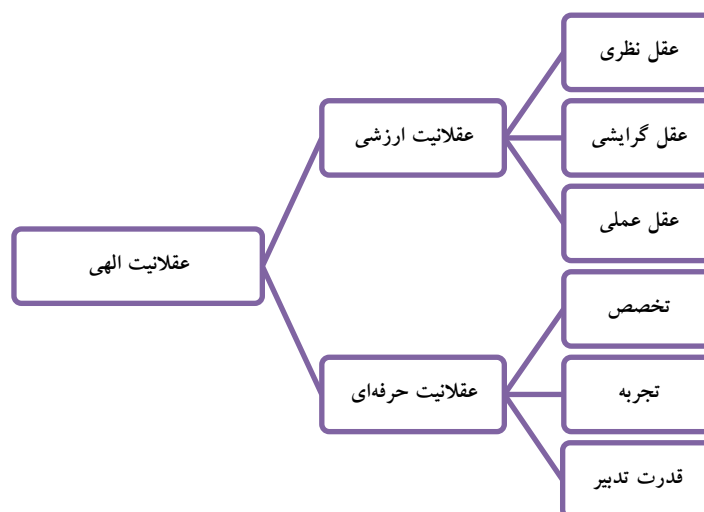 عقلانیت الهی
عقلانیت ارزشی
عقل نظری
عقل گرایشی
عقل عملی
عقلانیت حرفه‌ای
تخصص
تجربه
قدرت تدبیر